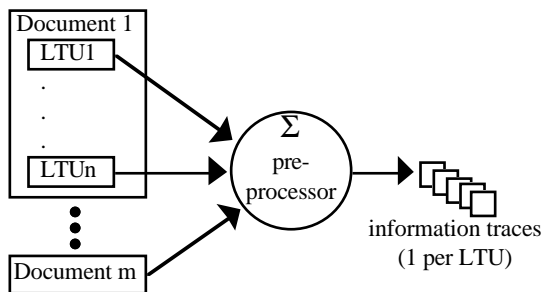 Document 1
LTU1
.
.
.
LTUn
Document m
Σ
pre-
processor
information traces
(1 per LTU)